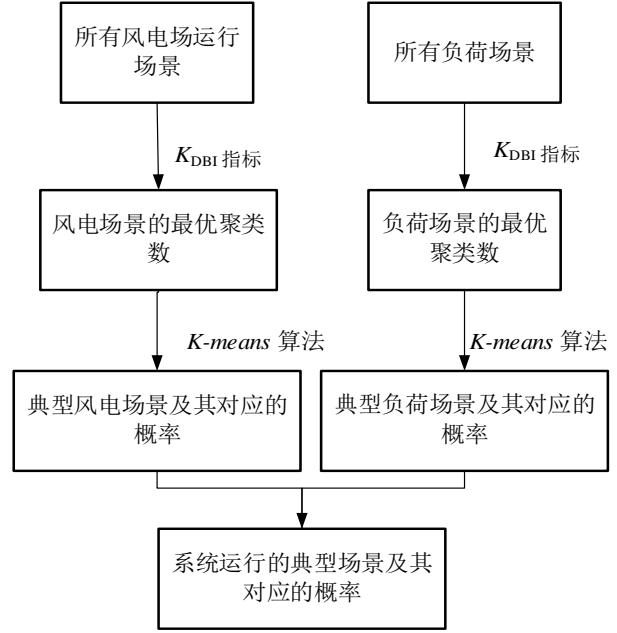 所有风电场运行
场景
所有负荷场景
K_DBI 指标
K_DBI 指标
风电场景的最优聚类
数
负荷场景的最优
聚类数
K-means 算法
K-means 算法
典型风电场景及其对应的
概率
典型负荷场景及其对应的
概率
系统运行的典型场景及其
对应的概率